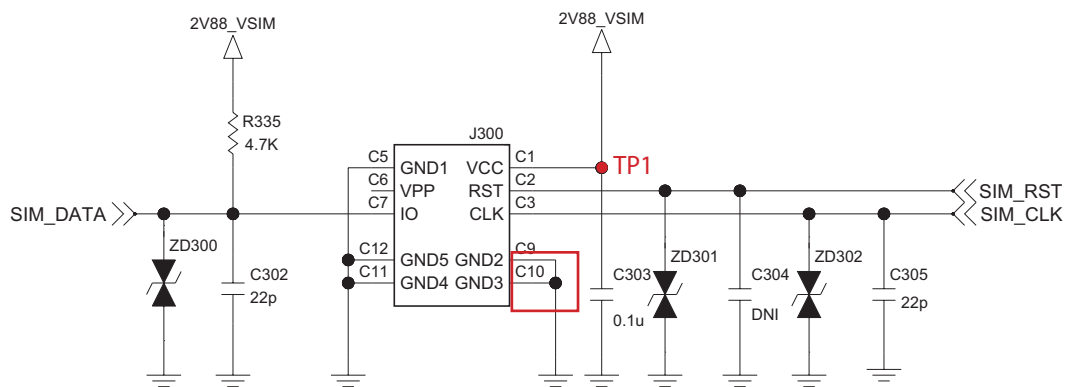 2V88_VSIM
2V88_VSIM
R335
4.7K
J300
C5 GND1 VCC C1 TP1
C6 VPP RST C2 SIM_RST
SIM_DATA C7 IO CLK C3 SIM_CLK
ZD300
C12 GND5 GND2 C9
C11 GND4 GND3 C10
C302
22p
C303
0.1u
ZD301
C304
DNI
ZD302
C305
22p